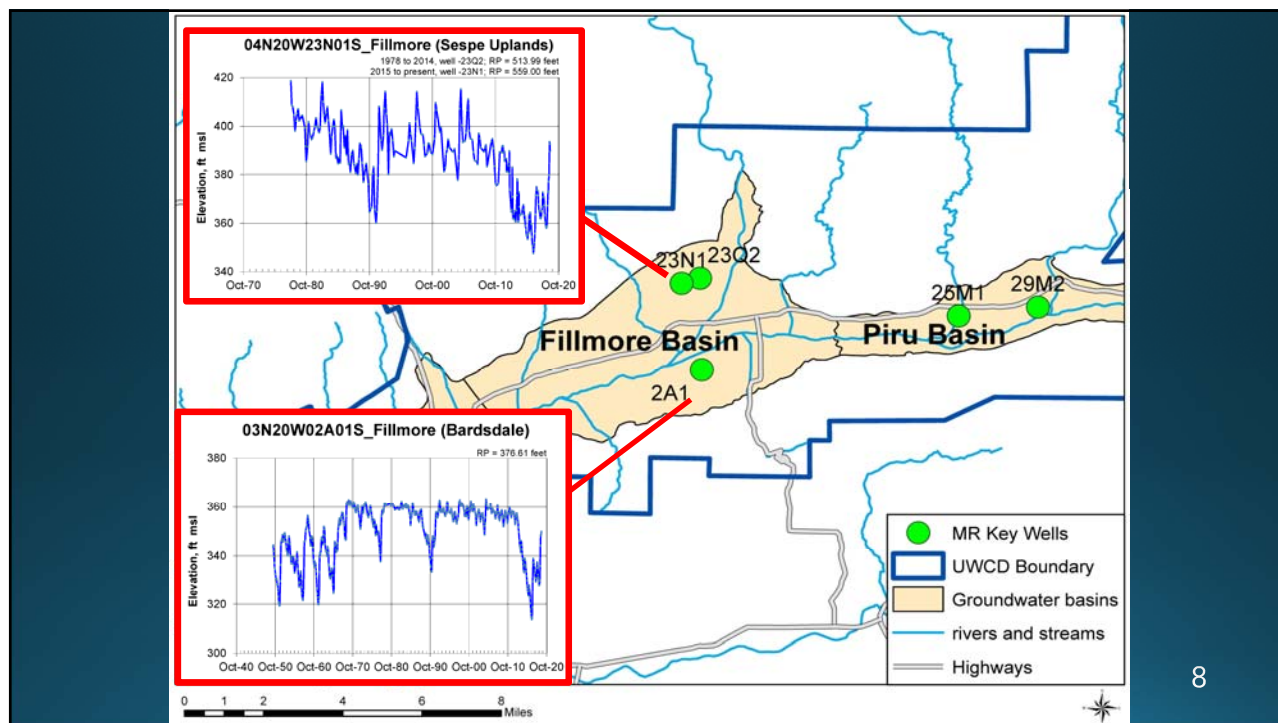 04N20W23N01S_Fillmore (Sespe Uplands)
1978 to 2014, well -23Q2; RP = 513.99 feet
2015 to present, well -23N1; RP = 559.00 feet
420
400
380
360
340
Elevation, ft msl
Oct-70 Oct-80 Oct-90 Oct-00 Oct-10 Oct-20
23N1 23Q2
25M1
29M2
Fillmore Basin
Piru Basin
2A1
03N20W02A01S_Fillmore (Bardsdale)
RP = 376.61 feet
380
360
340
320
300
Elevation, ft msl
Oct-40 Oct-50 Oct-60 Oct-70 Oct-80 Oct-90 Oct-00 Oct-10 Oct-20
MR Key Wells
UWCD Boundary
Groundwater basins
rivers and streams
Highways
0 1 2 4 6 8
Miles
8